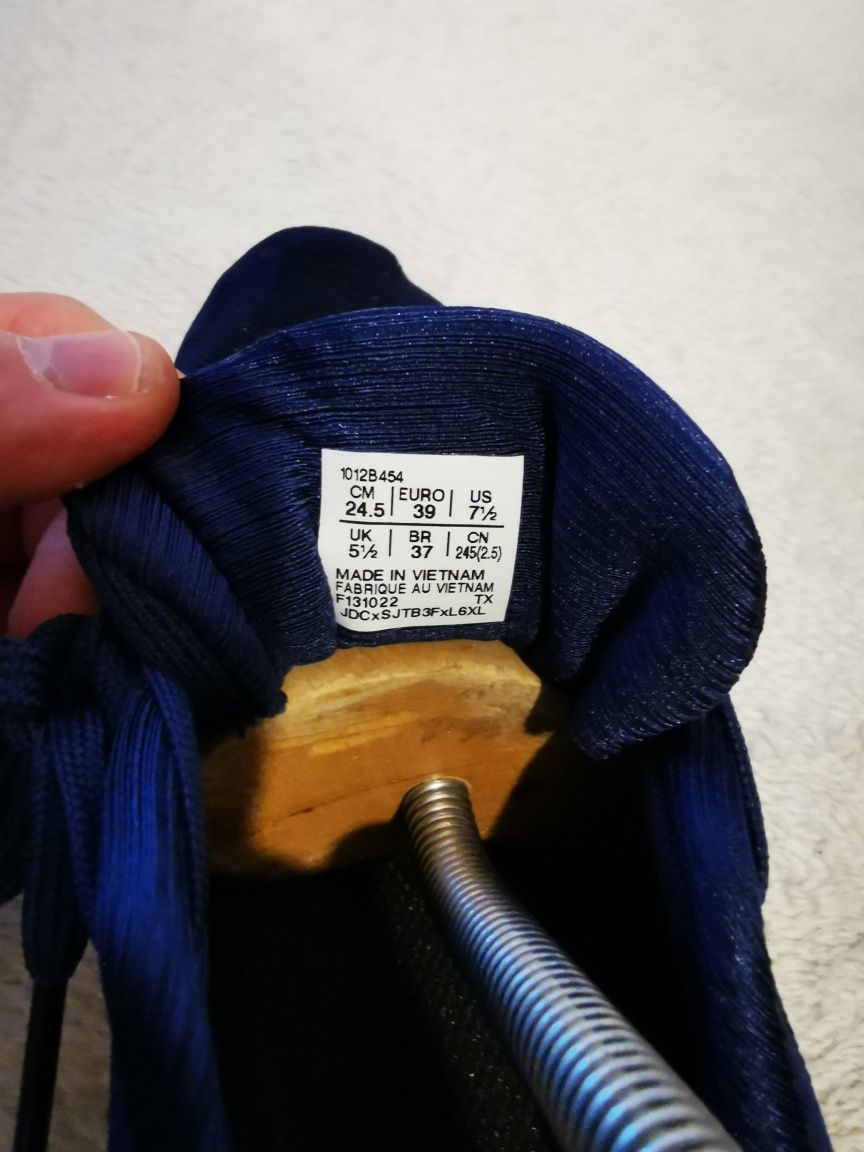 1012B454
CM | EURO | US
24.5 | 39 | 7½
UK | BR | CN
5½ | 37 | 245(2.5)
MADE IN VIETNAM
FABRIQUE AU VIETNAM
F131022 TX
JDCxSJTB3FxL6XL